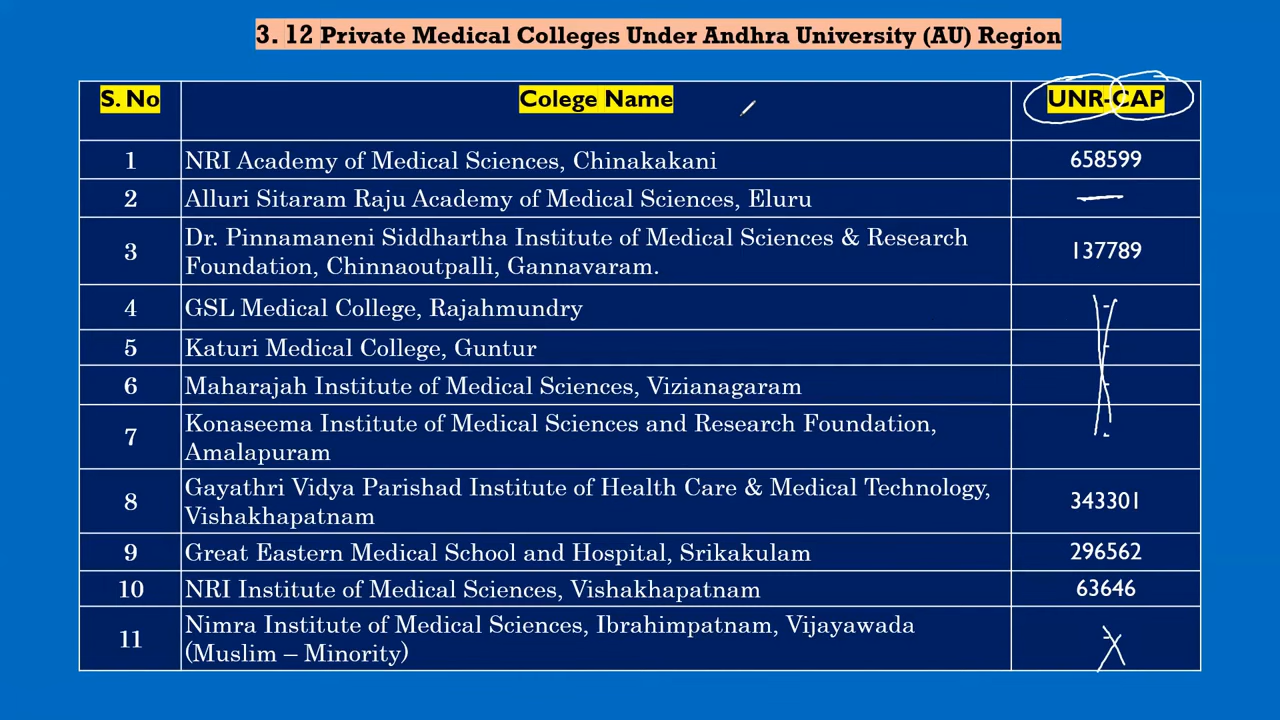 3. 12 Private Medical Colleges Under Andhra University (AU) Region
S. No Colege Name UNR-CAP
1 NRI Academy of Medical Sciences, Chinakakani 658599
2 Alluri Sitaram Raju Academy of Medical Sciences, Eluru -
3 Dr. Pinnamaneni Siddhartha Institute of Medical Sciences & Research 137789
Foundation, Chinnaoutpalli, Gannavaram.
4 GSL Medical College, Rajahmundry -
5 Katuri Medical College, Guntur -
6 Maharajah Institute of Medical Sciences, Vizianagaram -
7 Konaseema Institute of Medical Sciences and Research Foundation, -
Amalapuram
8 Gayathri Vidya Parishad Institute of Health Care & Medical Technology, 343301
Vishakhapatnam
9 Great Eastern Medical School and Hospital, Srikakulam 296562
10 NRI Institute of Medical Sciences, Vishakhapatnam 63646
11 Nimra Institute of Medical Sciences, Ibrahimpatnam, Vijayawada -
(Muslim – Minority)